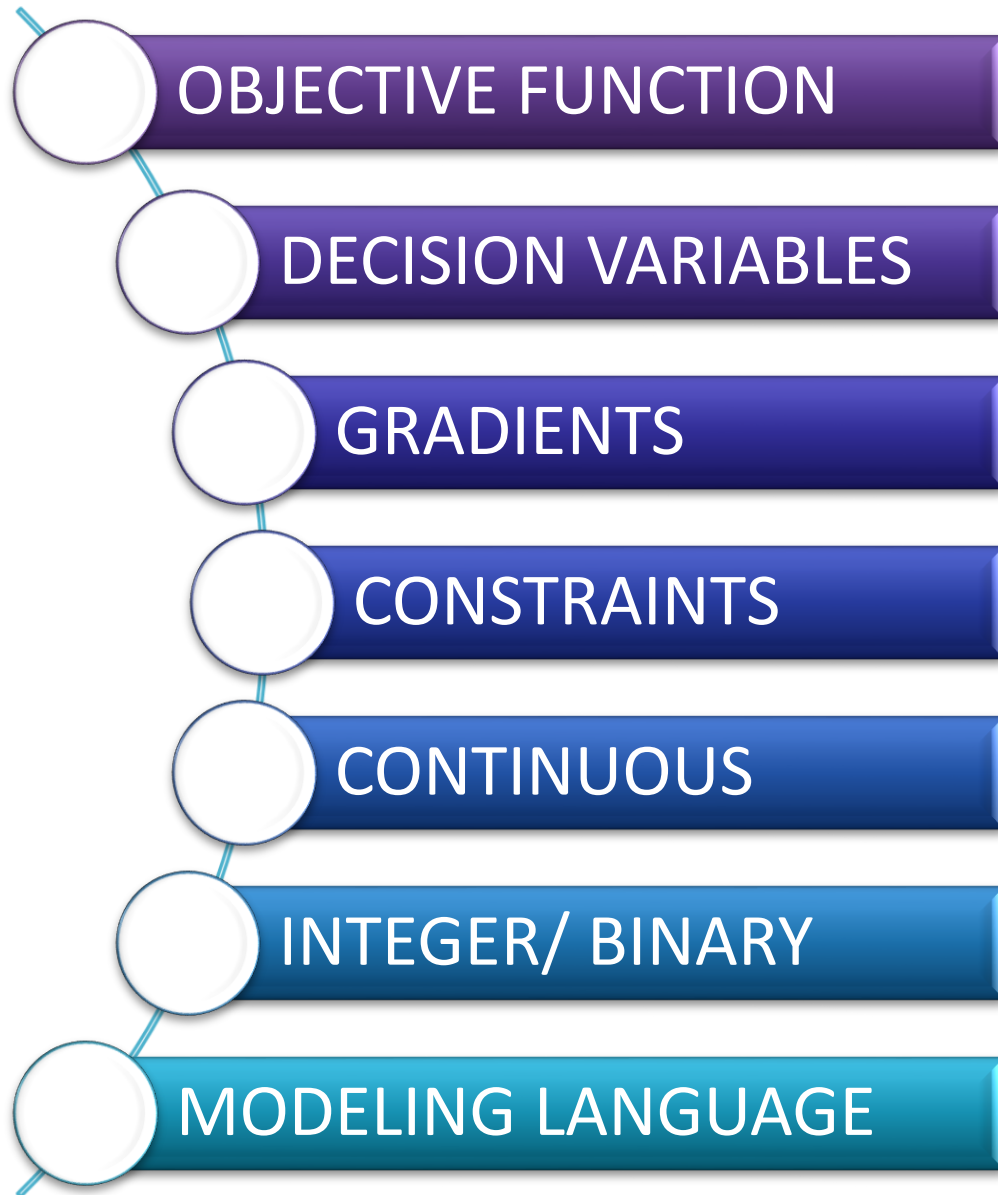 OBJECTIVE FUNCTION
DECISION VARIABLES
GRADIENTS
CONSTRAINTS
CONTINUOUS
INTEGER/ BINARY
MODELING LANGUAGE